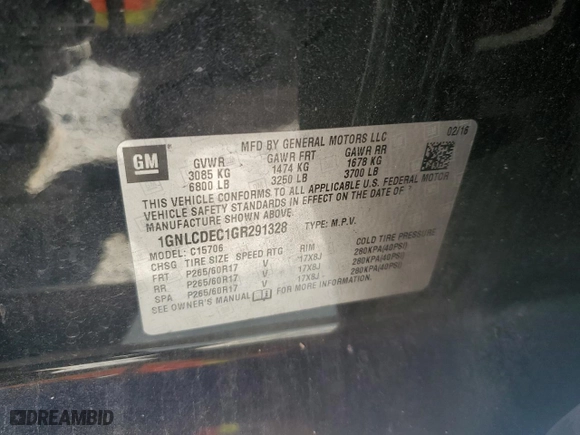 MFD BY GENERAL MOTORS LLC
02/16
GM
GVWR GAWR FRT GAWR RR
3085 KG 1474 KG 1678 KG
6800 LB 3250 LB 3700 LB
THIS VEHICLE CONFORMS TO ALL APPLICABLE U.S. FEDERAL MOTOR
VEHICLE SAFETY STANDARDS IN EFFECT ON THE DATE OF
MANUFACTURE SHOWN ABOVE.
1GNLCDEC1GR291328 TYPE: M.P.V.
MODEL: C15706
CHSG TIRE SIZE SPEED RTG RIM COLD TIRE PRESSURE
FRT P265/60R17 V 17X8J 280KPA(40PSI)
RR P265/60R17 V 17X8J 280KPA(40PSI)
SPA P265/60R17 V 17X8J 280KPA(40PSI)
SEE OWNER'S MANUAL
DREAMBID